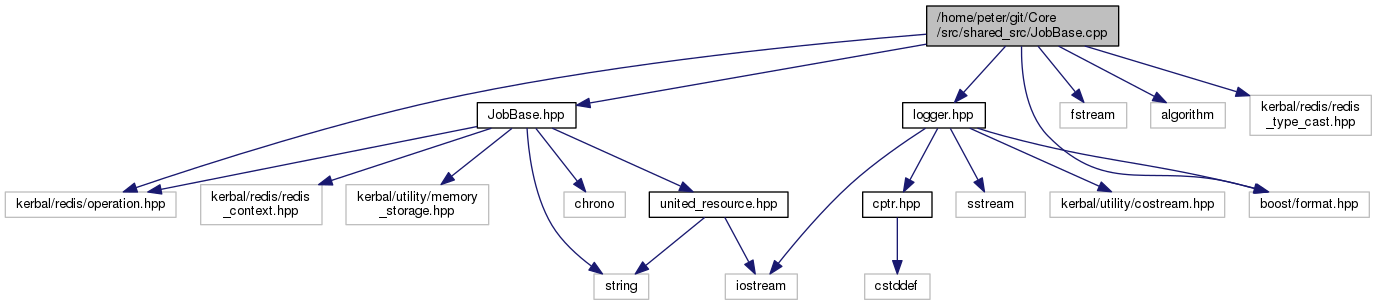 /home/peter/git/Core
/src/shared_src/JobBase.cpp
JobBase.hpp
logger.hpp
fstream
algorithm
kerbal/redis/redis
_type_cast.hpp
kerbal/redis/operation.hpp
kerbal/redis/redis
_context.hpp
kerbal/utility/memory
_storage.hpp
chrono
united_resource.hpp
cptr.hpp
sstream
kerbal/utility/costream.hpp
boost/format.hpp
string
iostream
cstddef